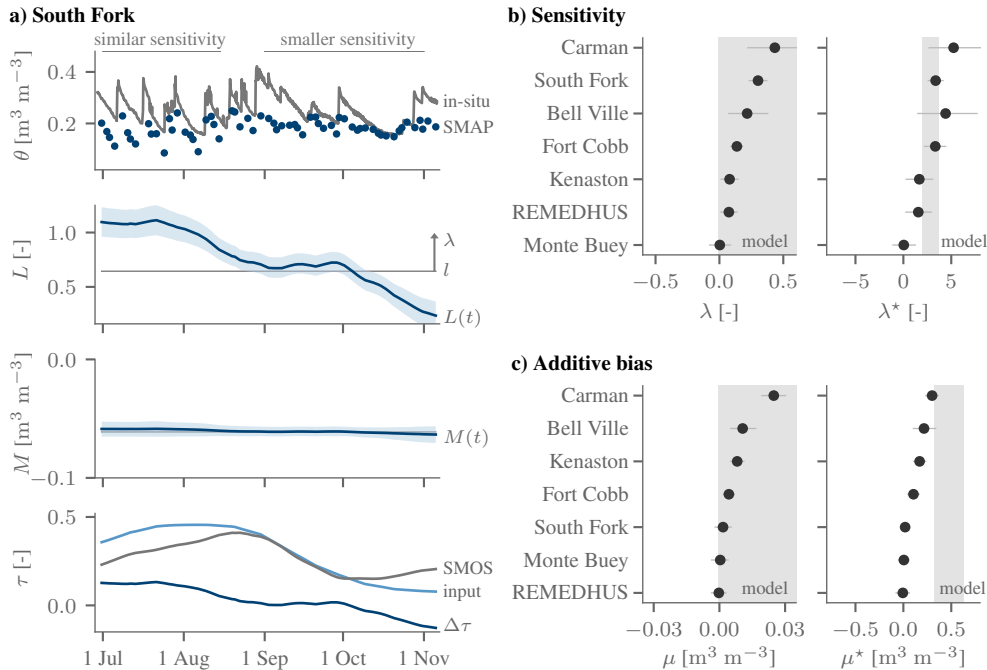 a) South Fork
similar sensitivity
smaller sensitivity
0.4
0.2
θ [m³ m⁻³]
in-situ
SMAP
1.0
0.5
L [-]
λ
l
L(t)
0.0
−0.1
M [m³ m⁻³]
M(t)
0.5
0.0
τ [-]
SMOS
input
Δτ
1 Jul
1 Aug
1 Sep
1 Oct
1 Nov
b) Sensitivity
Carman
South Fork
Bell Ville
Fort Cobb
Kenaston
REMEDHUS
Monte Buey
model
model
−0.5
0.0
0.5
0
5
λ [-]
λ⋆ [-]
c) Additive bias
Carman
Bell Ville
Kenaston
Fort Cobb
South Fork
Monte Buey
REMEDHUS
model
model
−0.03
0.00
0.03
−0.5
0.0
0.5
μ [m³ m−3]
μ⋆ [m³ m−3]